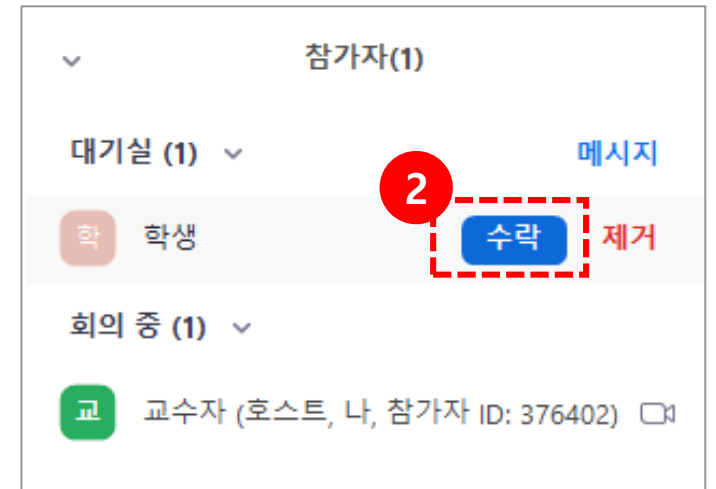 참가자(1)
대기실 (1)
메시지
2
학 학생 수락 제거
회의 중 (1)
교 교수자 (호스트, 나, 참가자 ID: 376402)